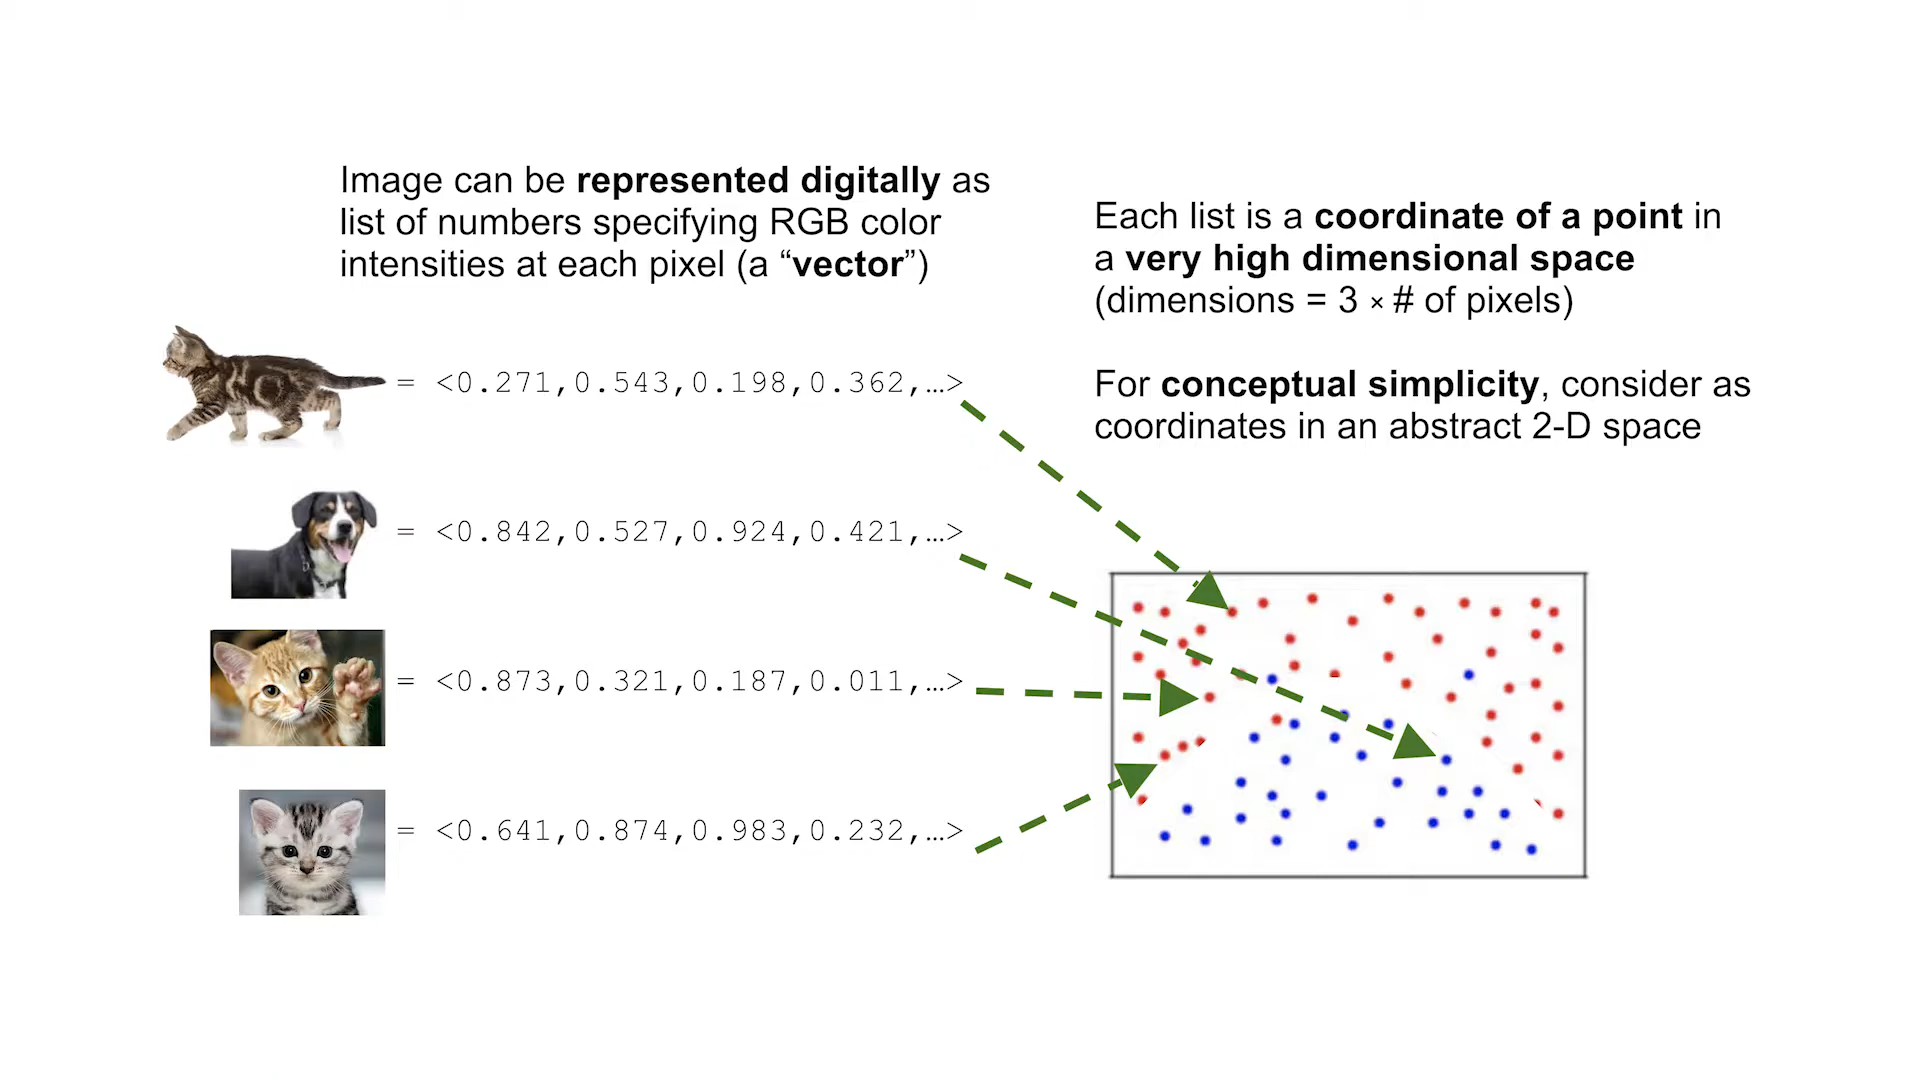 Image can be represented digitally as
list of numbers specifying RGB color
intensities at each pixel (a “vector”)
Each list is a coordinate of a point in
a very high dimensional space
(dimensions = 3 × # of pixels)
For conceptual simplicity, consider as
coordinates in an abstract 2-D space
= <0.271,0.543,0.198,0.362,…>
= <0.842,0.527,0.924,0.421,…>
= <0.873,0.321,0.187,0.011,…>
= <0.641,0.874,0.983,0.232,…>